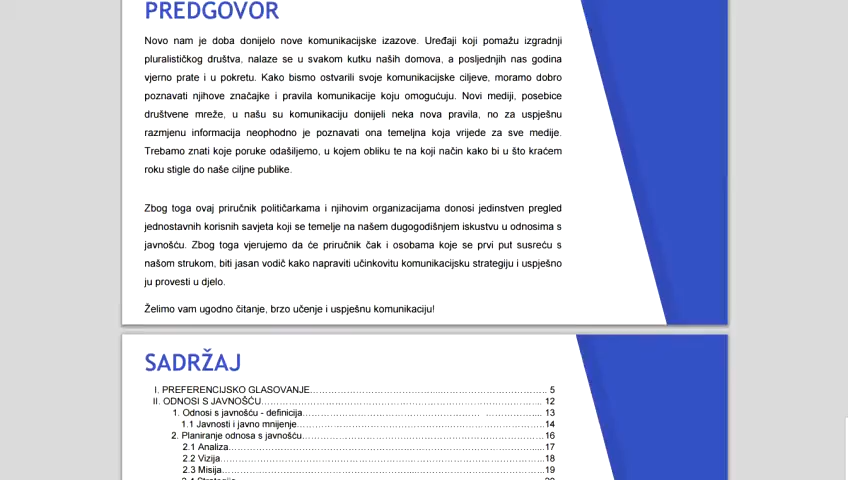 PREDGOVOR
Novo nam je doba donijelo nove komunikacijske izazove. Uređaji koji pomažu izgradnji
pluralističkog društva, nalaze se u svakom kutku naših domova, a posljednjih nas godina
vjerno prate i u pokretu. Kako bismo ostvarili svoje komunikacijske ciljeve, moramo dobro
poznavati njihove značajke i pravila komunikacije koju omogućuju. Novi mediji, posebice
društvene mreže, u našu su komunikaciju donijeli neka nova pravila, no za uspješnu
razmjenu informacija neophodno je poznavati ona temeljna koja vrijede za sve medije.
Trebamo znati koje poruke odašiljemo, u kojem obliku te na koji način kako bi u što kraćem
roku stigle do naše ciljne publike.
Zbog toga ovaj priručnik političarkama i njihovim organizacijama donosi jedinstven pregled
jednostavnih korisnih savjeta koji se temelje na našem dugogodišnjem iskustvu u odnosima s
javnošću. Zbog toga vjerujemo da će priručnik čak i osobama koje se prvi put susreću s
našom strukom, biti jasan vodič kako napraviti učinkovitu komunikacijsku strategiju i uspješno
ju provesti u djelo.
Želimo vam ugodno čitanje, brzo učenje i uspješnu komunikaciju!
SADRŽAJ
I. PREFERENCIJSKO GLASOVANJE 5
II. ODNOSI S JAVNOŠĆU 12
1. Odnosi s javnošću - definicija 13
1.1 Javnosti i javno mnijenje 14
2. Planiranje odnosa s javnošću 16
2.1 Analiza 17
2.2 Vizija 18
2.3 Misija 19